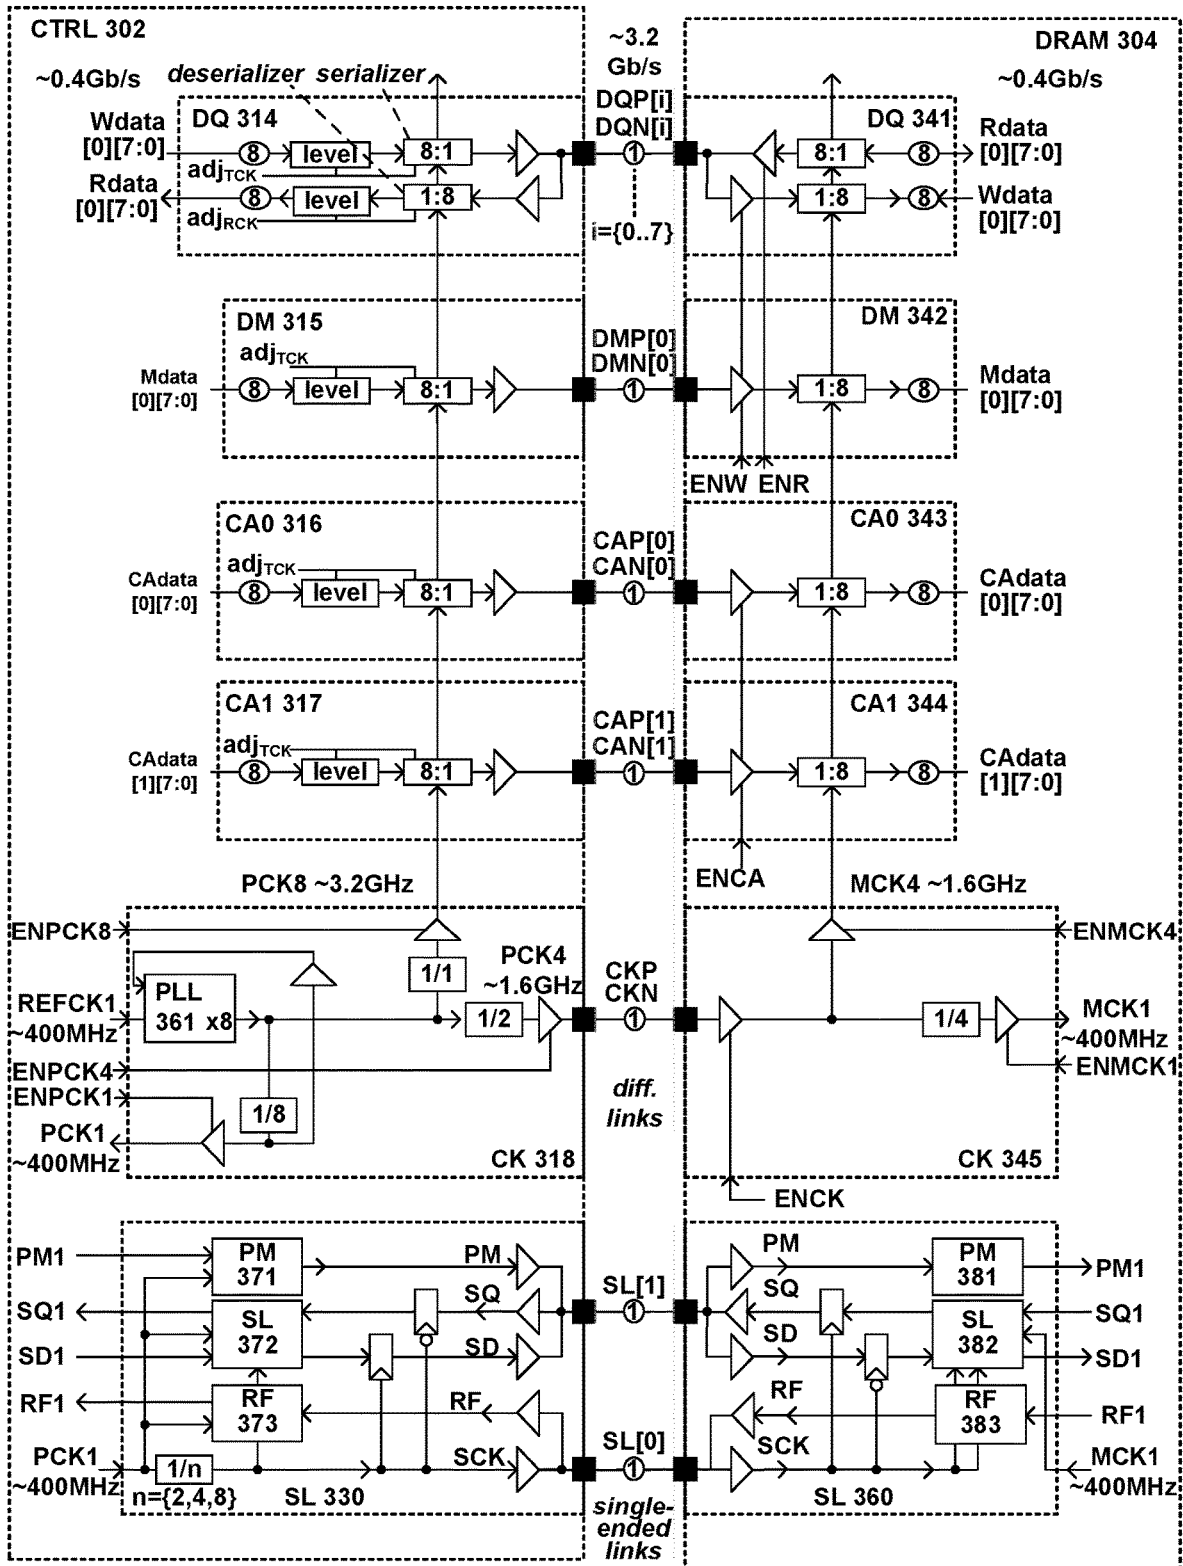 CTRL 302
~3.2
Gb/s
DRAM 304
~0.4Gb/s
deserializer serializer
~0.4Gb/s
Wdata
[0][7:0]
DQ 314
DQP[i]
DQN[i]
DQ 341
Rdata
[0][7:0]
8
level
8:1
1
8:1
8
adjTCK
Rdata
[0][7:0]
8
level
1:8
1:8
8
Wdata
[0][7:0]
adjRCK
i={0..7}
DM 315
DM 342
adjTCK
DMP[0]
DMN[0]
Mdata
[0][7:0]
8
level
8:1
1
1:8
8
Mdata
[0][7:0]
ENW ENR
CA0 316
CA0 343
adjTCK
CAP[0]
CAN[0]
CAdata
[0][7:0]
8
level
8:1
1
1:8
8
CAdata
[0][7:0]
CA1 317
CA1 344
adjTCK
CAP[1]
CAN[1]
CAdata
[1][7:0]
8
level
8:1
1
1:8
8
CAdata
[1][7:0]
PCK8 ~3.2GHz
ENCA
MCK4 ~1.6GHz
ENPCK8
ENMCK4
PCK4
~1.6GHz
1/1
CKP
CKN
REFCK1
~400MHz
PLL
361 x8
1/2
1
1/4
MCK1
~400MHz
ENPCK4
ENMCK1
ENPCK1
1/8
diff.
links
PCK1
~400MHz
CK 318
CK 345
ENCK
PM1
PM
371
PM
PM
PM
381
PM1
SQ1
SL
372
SQ
SL[1]
1
SQ
SL
382
SQ1
SD1
SD
SD
SD1
RF1
RF
373
RF
RF
RF
383
RF1
PCK1
~400MHz
1/n
SCK
SL[0]
1
SCK
MCK1
~400MHz
n={2,4,8}
SL 330
single-
ended
links
SL 360